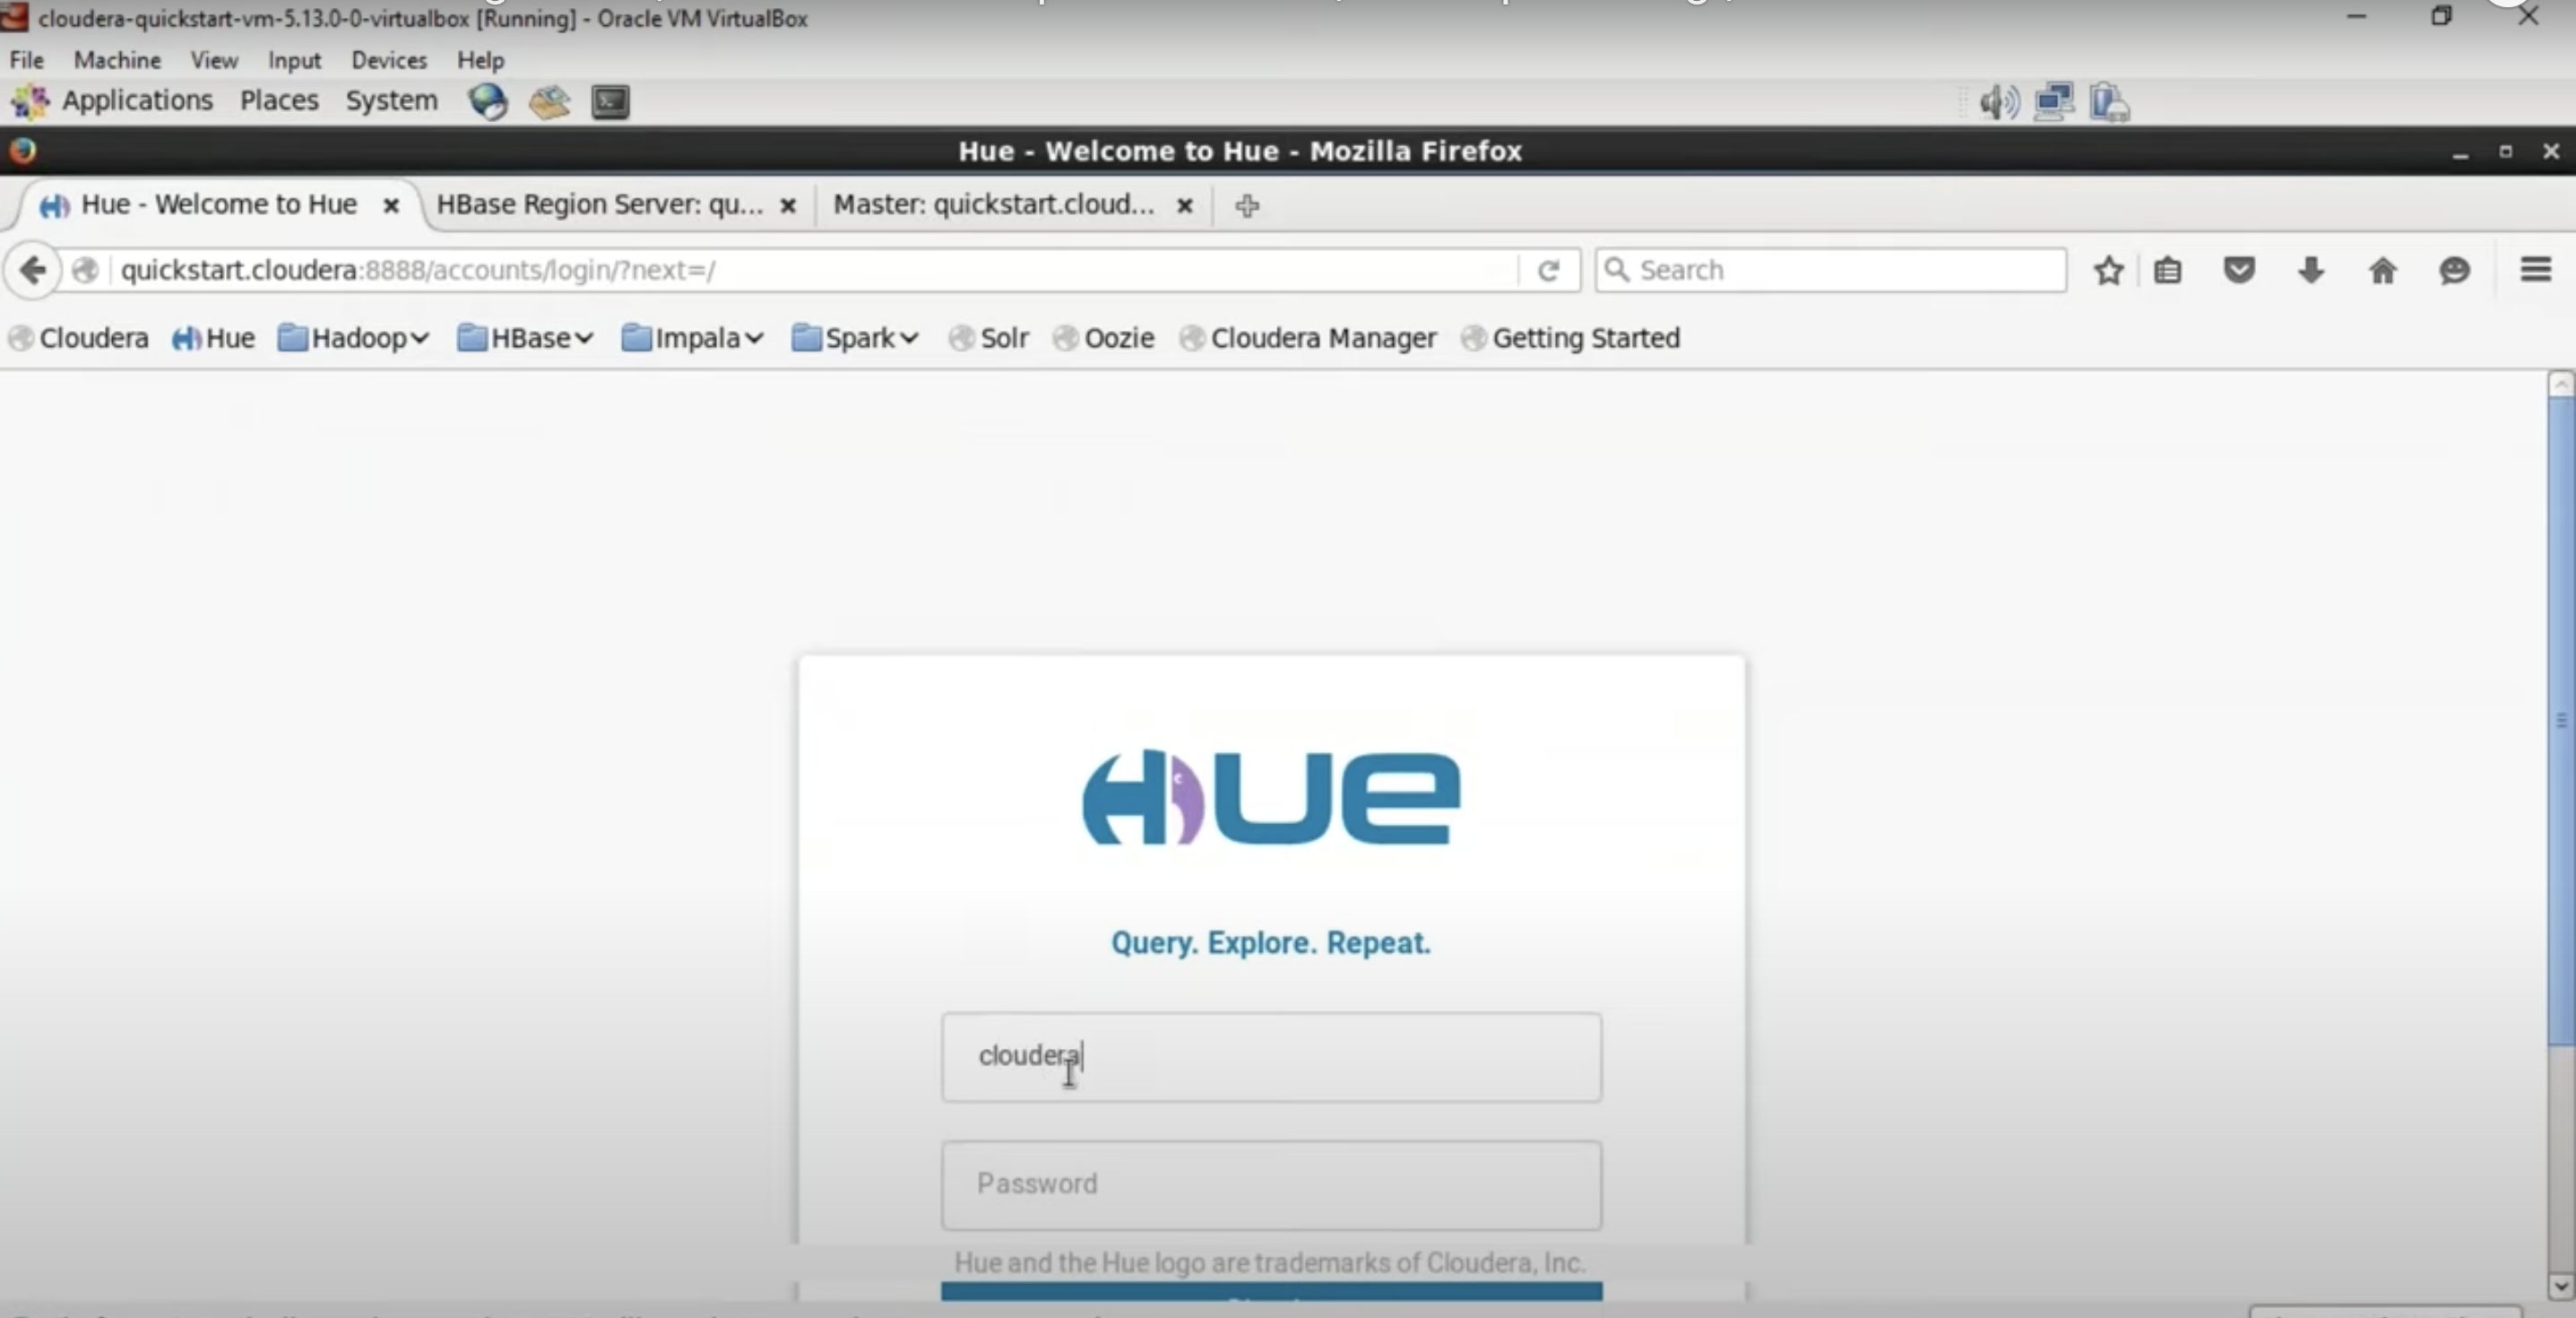 cloudera-quickstart-vm-5.13.0-0-virtualbox [Running] - Oracle VM VirtualBox
File Machine View Input Devices Help
Applications Places System
Hue - Welcome to Hue - Mozilla Firefox
Hue - Welcome to Hue HBase Region Server: qu... Master: quickstart.cloud...
quickstart.cloudera:8888/accounts/login/?next=/ Search
Cloudera Hue Hadoop HBase Impala Spark Solr Oozie Cloudera Manager Getting Started
HUE
Query. Explore. Repeat.
cloudera
Password
Hue and the Hue logo are trademarks of Cloudera, Inc.